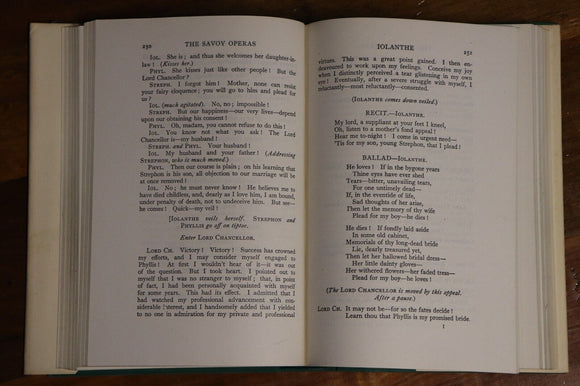 250 THE SAVOY OPERAS
IOL. She is; and thus she welcomes her daughter-in-
law! (Kisses her.)
PHYL. She kisses just like other people! But the
Lord Chancellor?
STREPH. I forgot him! Mother, none can resist
your fairy eloquence; you will go to him and plead for
us?
IOL. (much agitated). No, no; impossible!
STREPH. But our happiness—our very lives—depend
upon our obtaining his consent!
PHYL. Oh, madam, you cannot refuse to do this!
IOL. You know not what you ask! The Lord
Chancellor is—my husband!
STREPH. and PHYL. Your husband!
IOL. My husband and your father! (Addressing
STREPHON, who is much moved.)
PHYL. Then our course is plain; on his learning that
Strephon is his son, all objection to our marriage will be
at once removed!
IOL. No; he must never know! He believes me to
have died childless, and, dearly as I love him, I am bound,
under penalty of death, not to undeceive him. But see—
he comes! Quick—my veil!
[IOLANTHE veils herself. STREPHON and
PHYLLIS go off on tiptoe.
Enter LORD CHANCELLOR.
LORD CH. Victory! Victory! Success has crowned
my efforts, and I may consider myself engaged to
Phyllis! At first I wouldn't hear of it—it was out
of the question. But I took heart. I pointed out to
myself that I was no stranger to myself; that, in point
of fact, I had been personally acquainted with myself
for some years. This had its effect. I admitted that I
had watched my professional advancement with con-
siderable interest, and I handsomely added that I yielded
to no one in admiration for my private and professional
IOLANTHE 251
virtues. This was a great point gained. I then en-
deavoured to work upon my feelings. Conceive my joy
when I distinctly perceived a tear glistening in my own
eye! Eventually, after a severe struggle with myself, I
reluctantly—most reluctantly—consented.
(IOLANTHE comes down veiled.)
RECIT.—IOLANTHE.
My lord, a suppliant at your feet I kneel,
Oh, listen to a mother's fond appeal!
Hear me to-night! I come in urgent need—
'Tis for my son, young Strephon, that I plead!
BALLAD—IOLANTHE.
He loves! If in the bygone years
Thine eyes have ever shed
Tears—bitter, unavailing tears,
For one untimely dead—
If, in the eventide of life,
Sad thoughts of her arise,
Then let the memory of thy wife
Plead for my boy—he dies!
He dies! If fondly laid aside
In some old cabinet,
Memorials of thy long-dead bride
Lie, dearly treasured yet,
Then let her hallowed bridal dress—
Her little dainty gloves—
Her withered flowers—her faded tress—
Plead for my boy—he loves!
(The LORD CHANCELLOR is moved by this appeal.
After a pause.)
LORD CH. It may not be—for so the fates decide!
Learn thou that Phyllis is my promised bride.
I